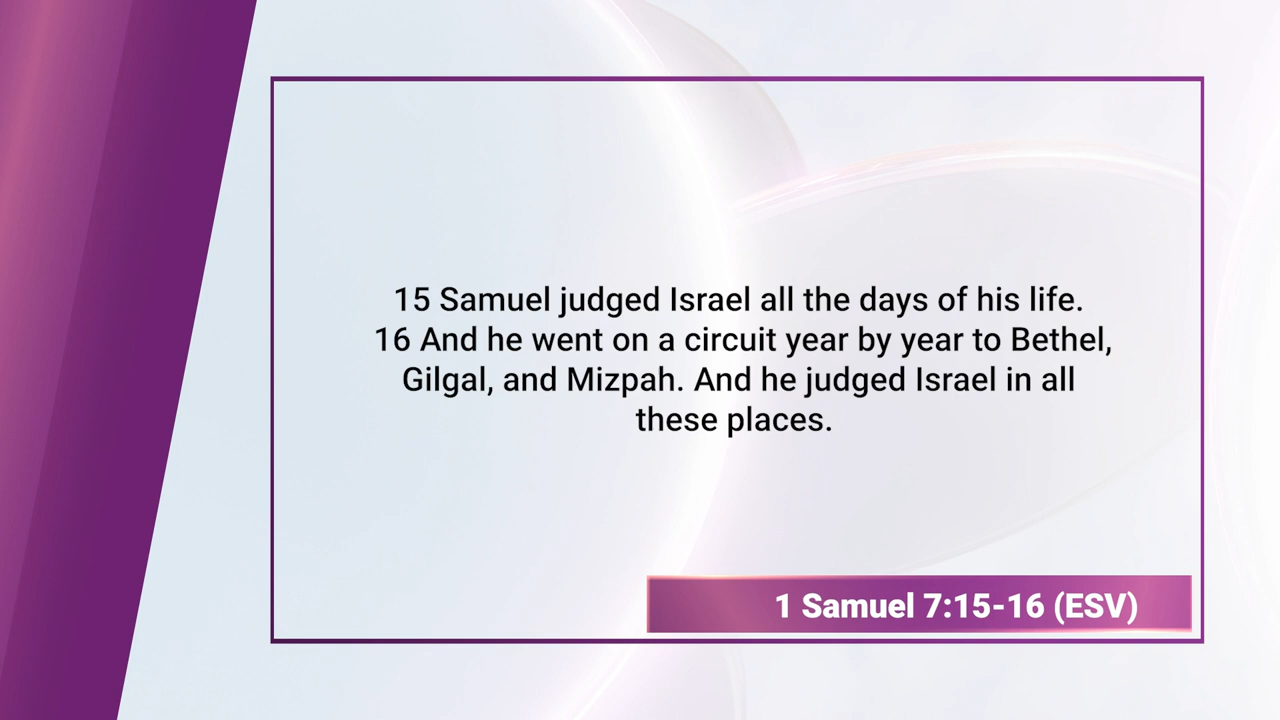 15 Samuel judged Israel all the days of his life.
16 And he went on a circuit year by year to Bethel,
Gilgal, and Mizpah. And he judged Israel in all
these places.
1 Samuel 7:15-16 (ESV)